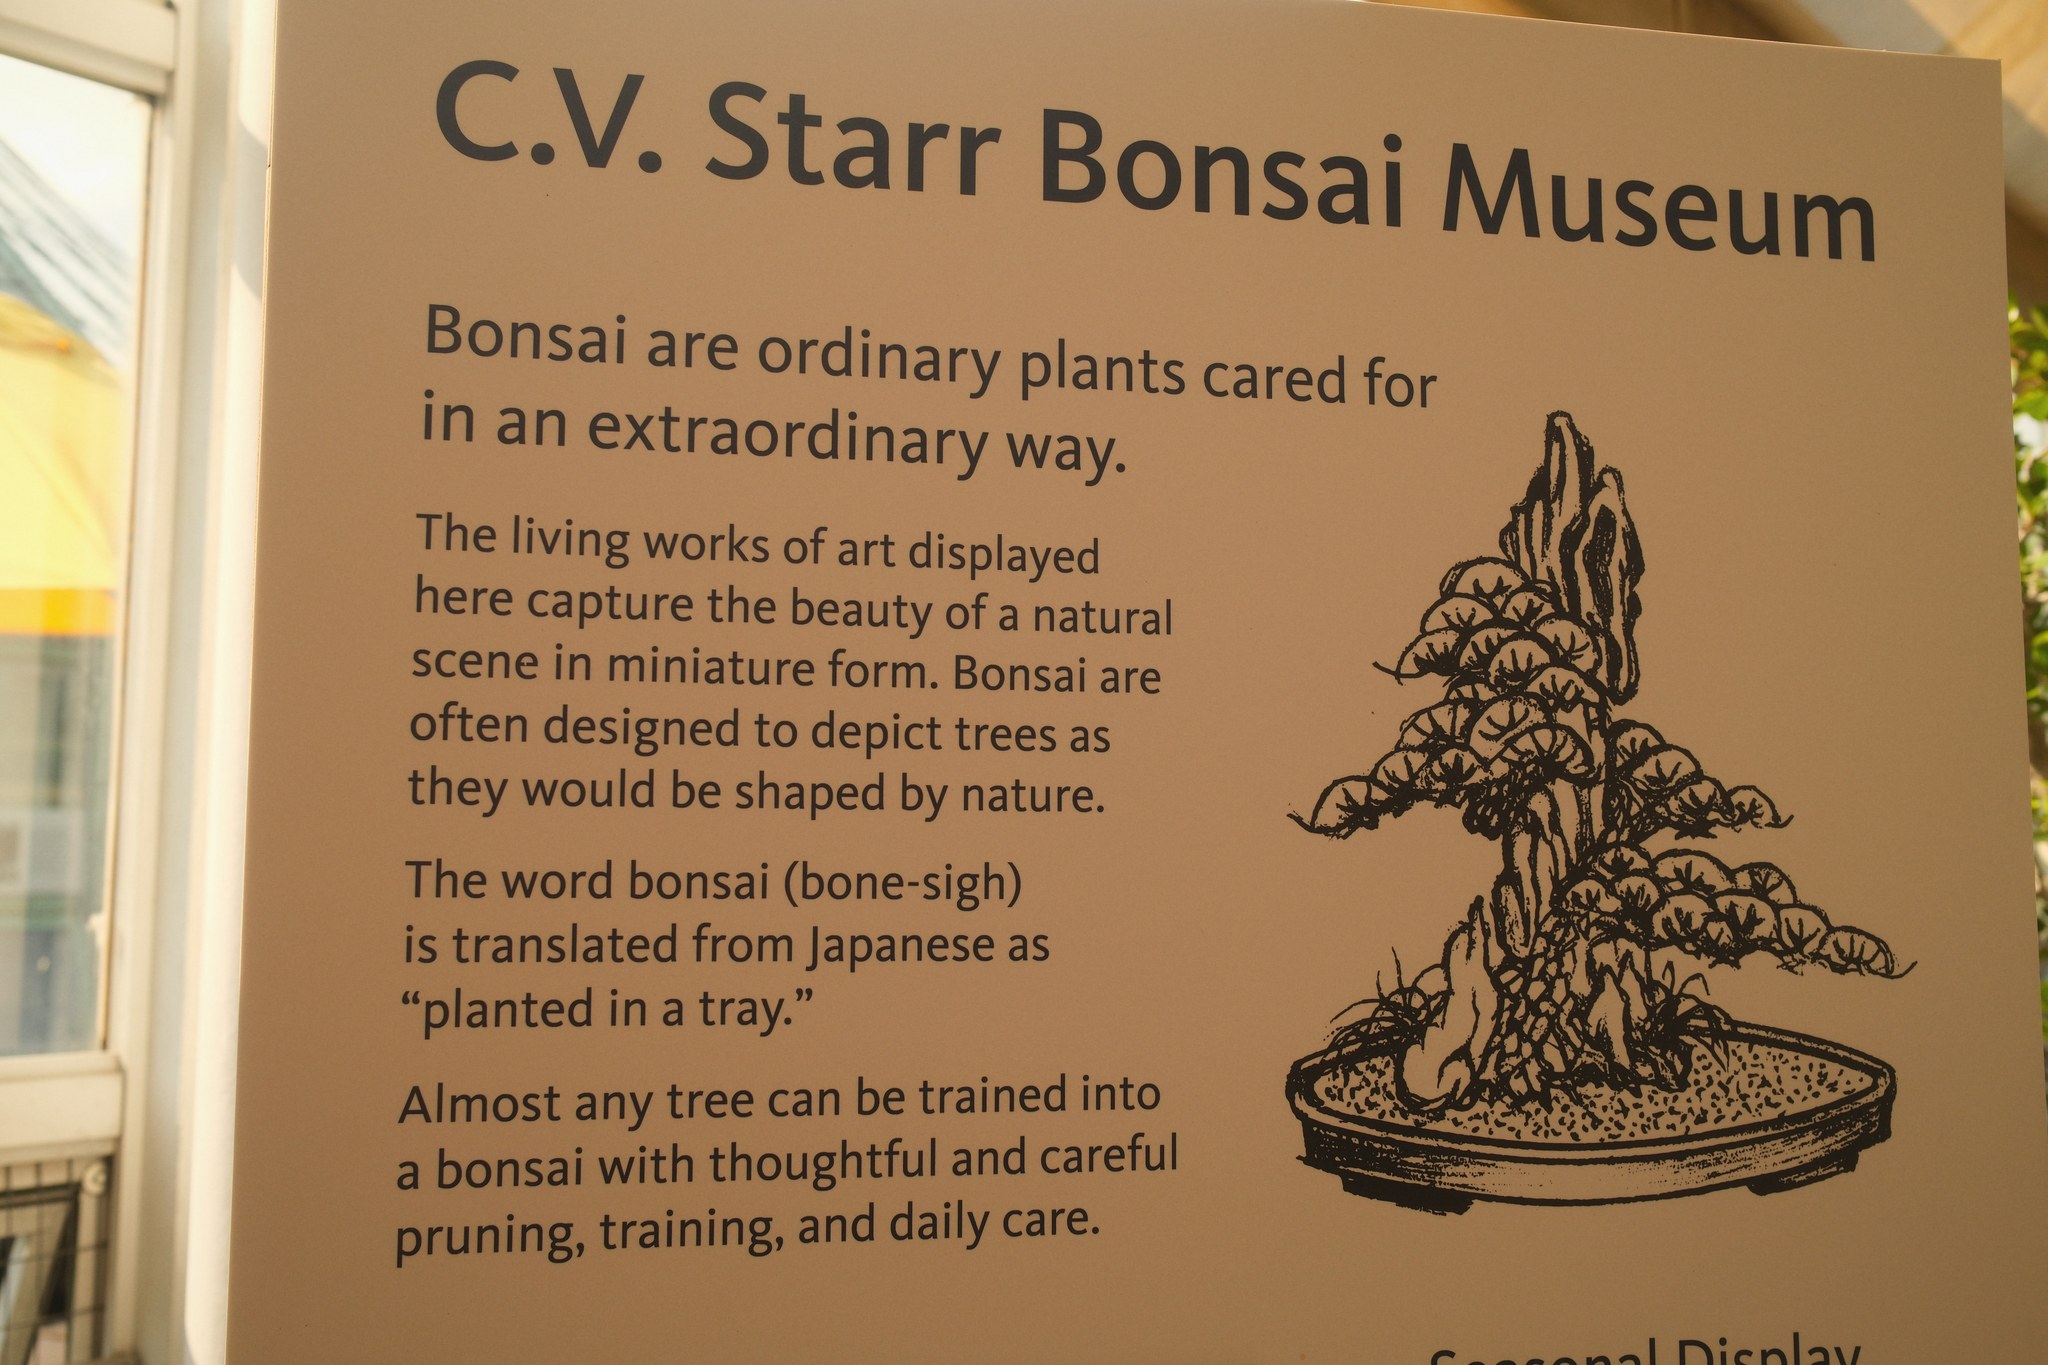 C.V. Starr Bonsai Museum
Bonsai are ordinary plants cared for
in an extraordinary way.
The living works of art displayed
here capture the beauty of a natural
scene in miniature form. Bonsai are
often designed to depict trees as
they would be shaped by nature.
The word bonsai (bone-sigh)
is translated from Japanese as
“planted in a tray.”
Almost any tree can be trained into
a bonsai with thoughtful and careful
pruning, training, and daily care.
Seasonal Display